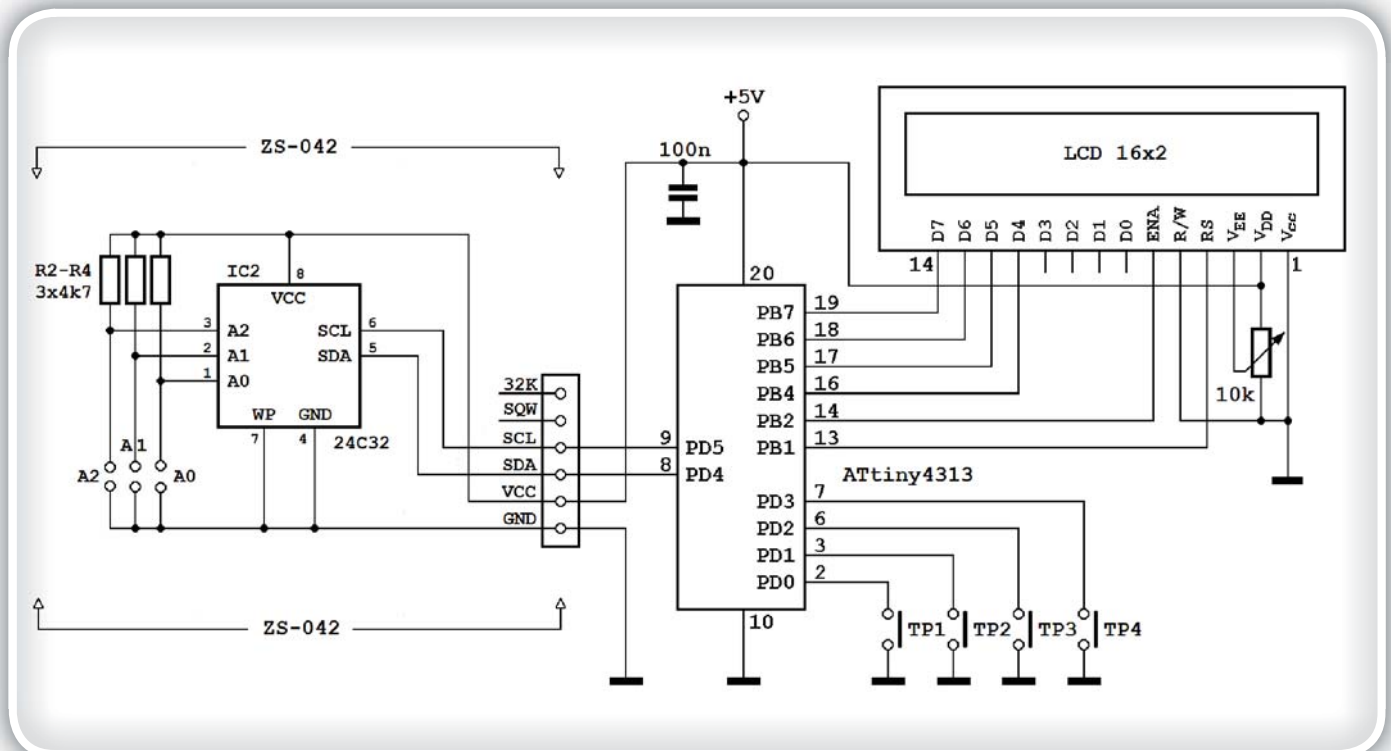 +5V
100n
ZS-042
LCD 16x2
D7
D6
D5
D4
D3
D2
D1
D0
ENA
R/W
RS
VEE
VDD
Vcc
14
1
R2-R4
3x4k7
IC2
8
VCC
3
A2
2
A1
1
A0
SCL
6
SDA
5
WP
GND
7
4
24C32
A2
A1
A0
32K
SQW
SCL
SDA
VCC
GND
20
9
PD5
8
PD4
PB7
19
PB6
18
PB5
17
PB4
16
PB2
14
PB1
13
10k
ATtiny4313
PD3
7
PD2
6
PD1
3
PD0
2
10
TP1
TP2
TP3
TP4
ZS-042